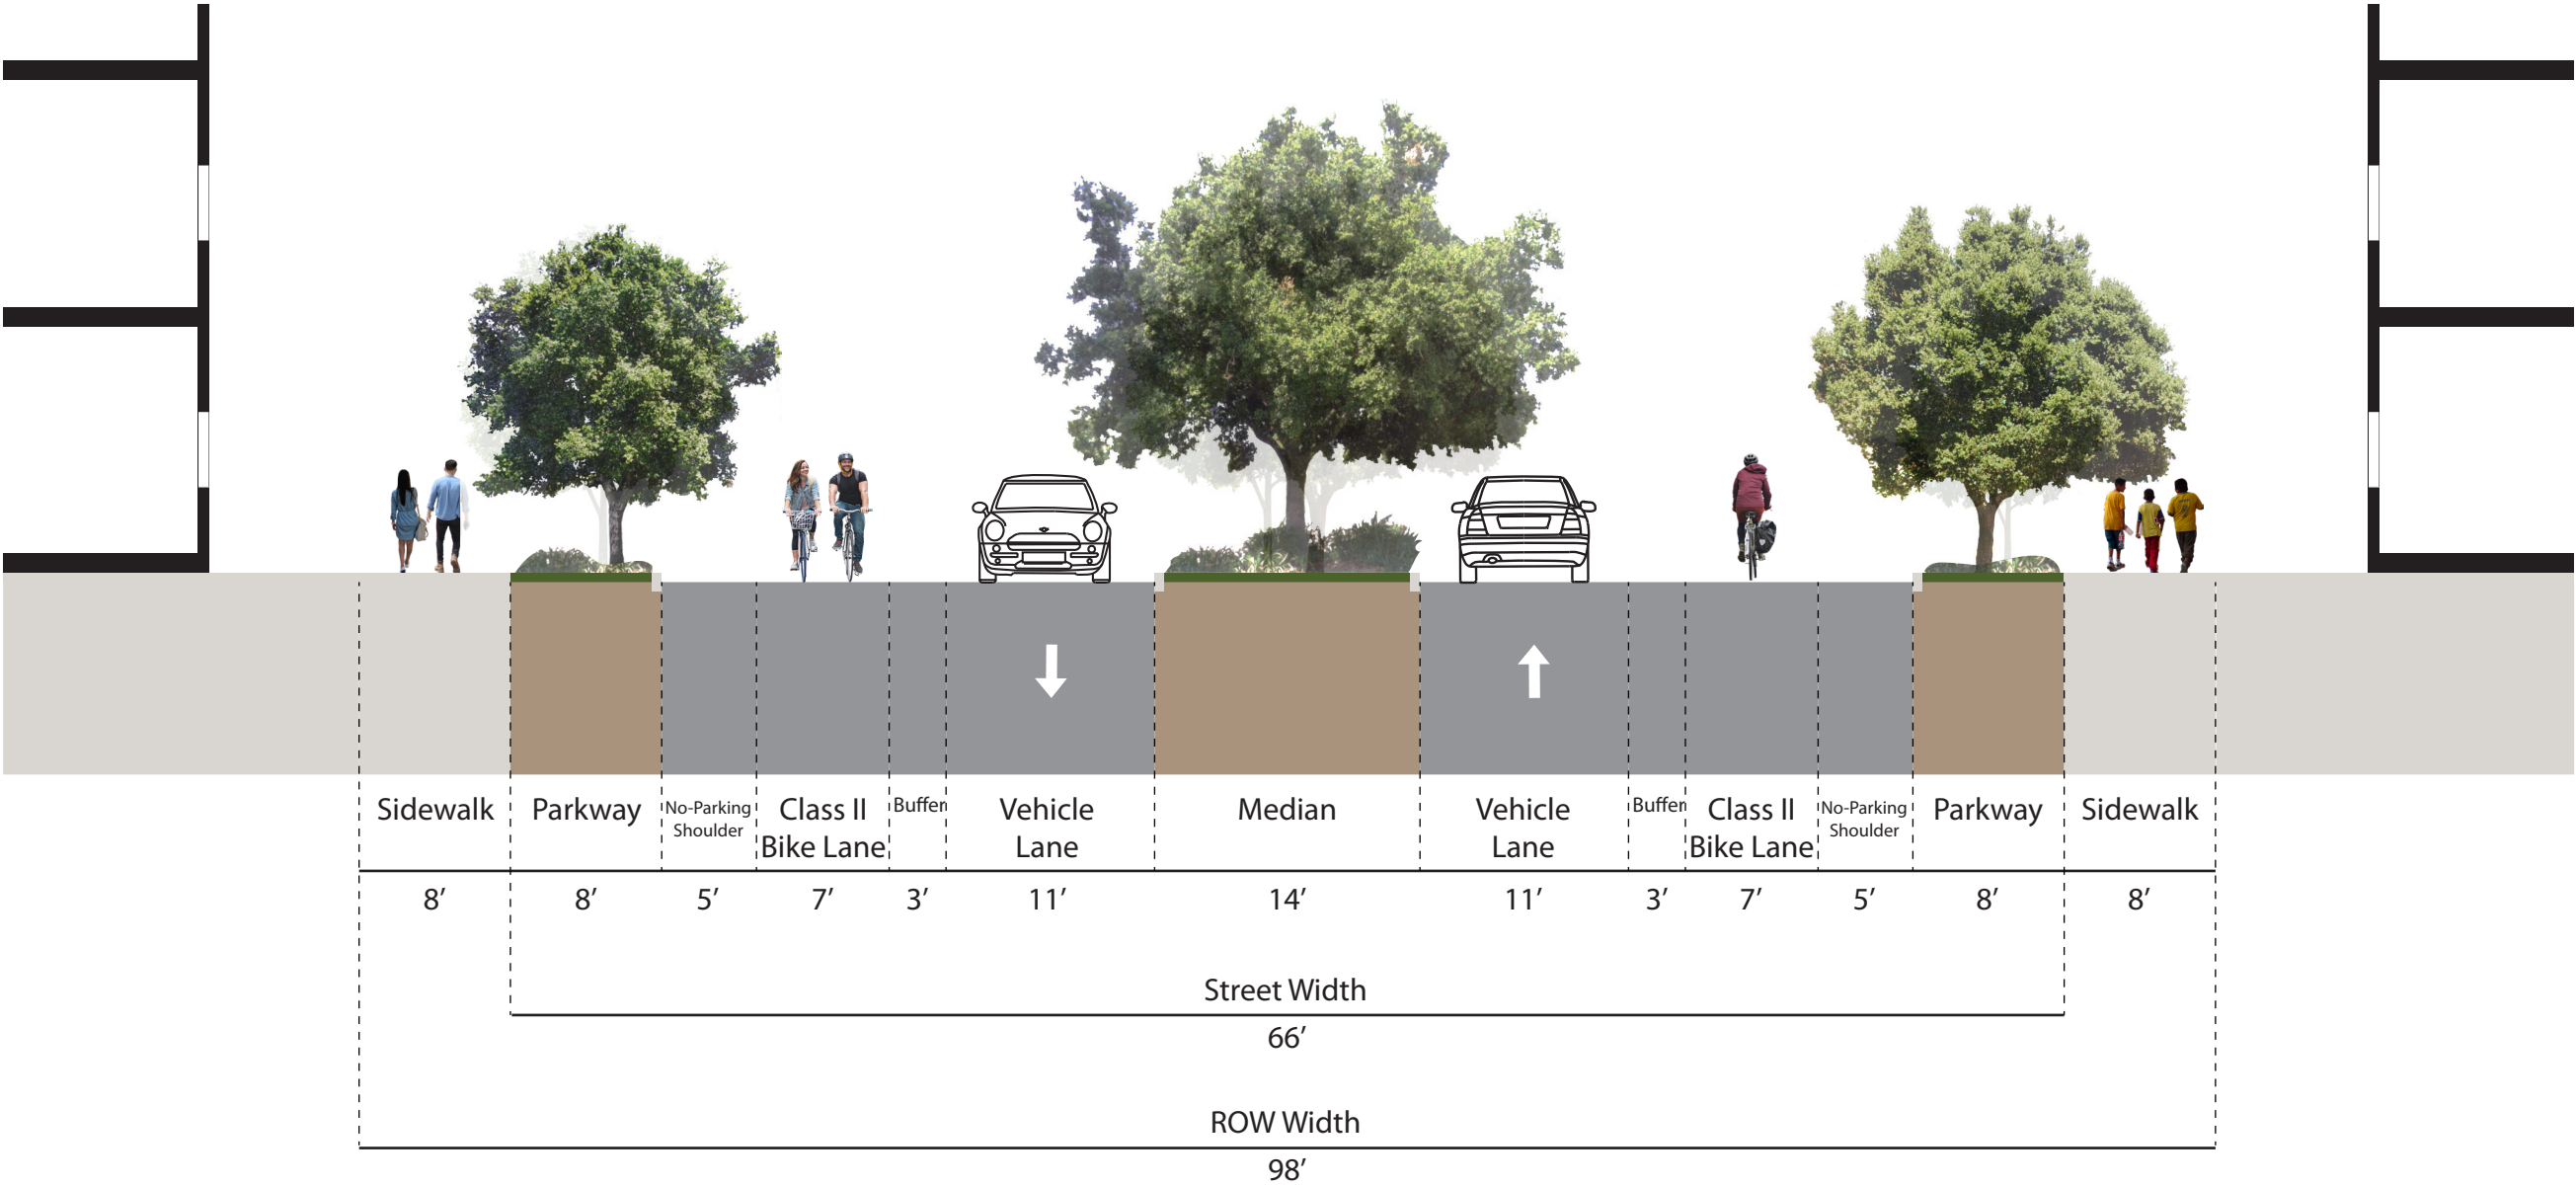 Sidewalk
Parkway
No-Parking
Shoulder
Class II
Bike Lane
Buffer
Vehicle
Lane
Median
Vehicle
Lane
Buffer
Class II
Bike Lane
No-Parking
Shoulder
Parkway
Sidewalk
8’ 8’ 5’ 7’ 3’ 11’ 14’ 11’ 3’ 7’ 5’ 8’ 8’
Street Width
66’
ROW Width
98’